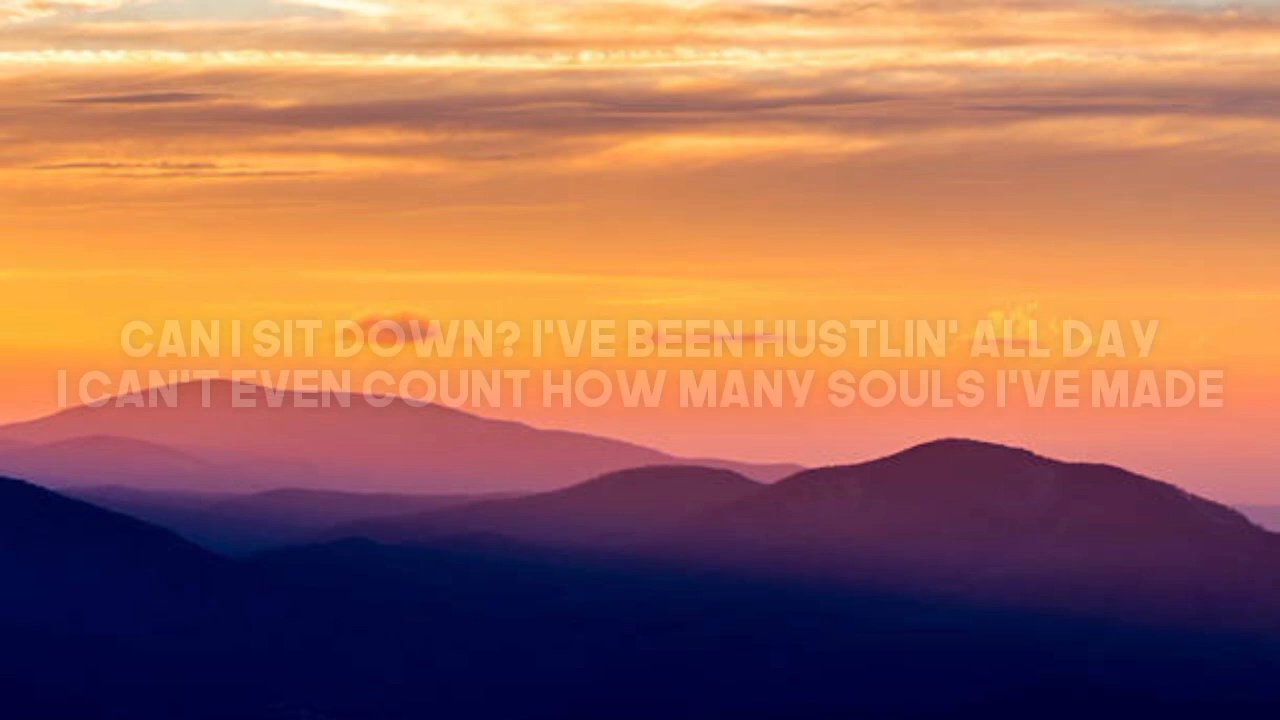 CAN I SIT DOWN? I'VE BEEN HUSTLIN' ALL DAY
I CAN'T EVEN COUNT HOW MANY SOULS I'VE MADE